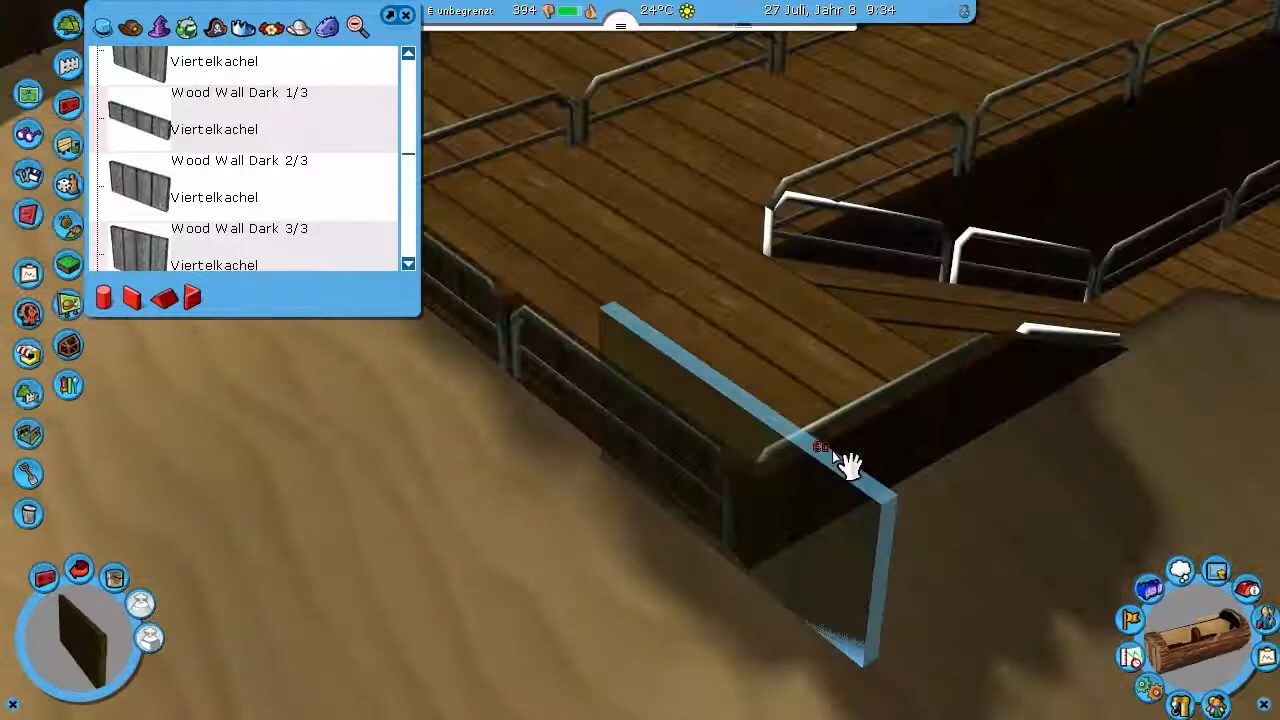 € unbegrenzt 394 24°C 27 Juli, Jahr 8 9:34
Viertelkachel
Wood Wall Dark 1/3
Viertelkachel
Wood Wall Dark 2/3
Viertelkachel
Wood Wall Dark 3/3
Viertelkachel